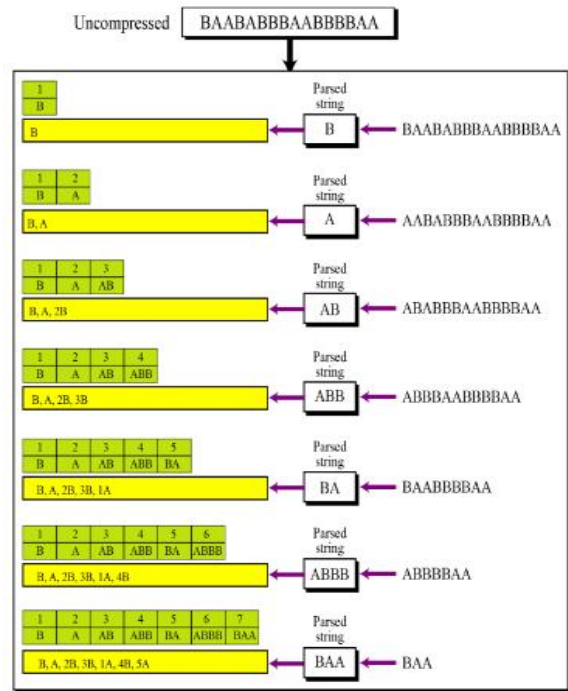 Uncompressed BAABABBBAABBBBAA
1
B
Parsed string
B
B
BAABABBBAABBBBAA
1 2
B A
Parsed string
B, A
A
AABABBBAABBBBAA
1 2 3
B A AB
Parsed string
B, A, 2B
AB
ABABBBAABBBBAA
1 2 3 4
B A AB ABB
Parsed string
B, A, 2B, 3B
ABB
ABBBAABBBBAA
1 2 3 4 5
B A AB ABB BA
Parsed string
B, A, 2B, 3B, 1A
BA
BAABBBBAA
1 2 3 4 5 6
B A AB ABB BA ABBB
Parsed string
B, A, 2B, 3B, 1A, 4B
ABBB
ABBBBAA
1 2 3 4 5 6 7
B A AB ABB BA ABBB BAA
Parsed string
B, A, 2B, 3B, 1A, 4B, 5A
BAA
BAA